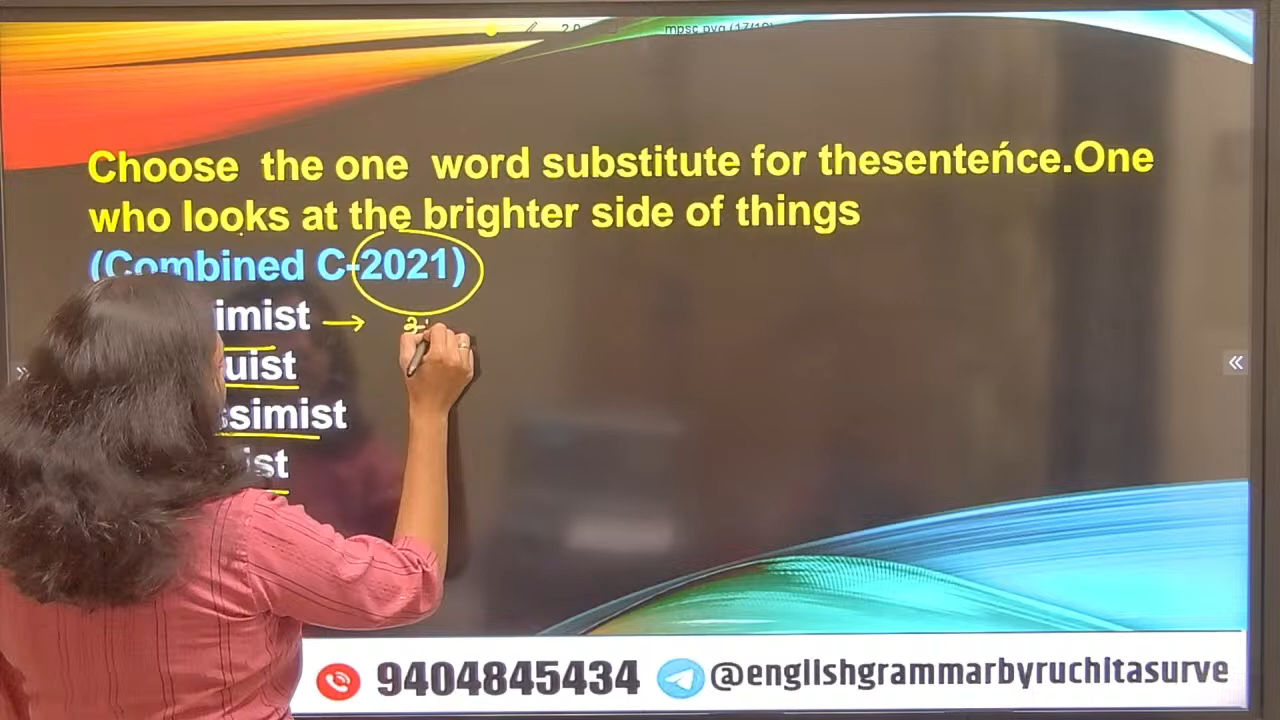 mpsc pyq (17/19)
Choose the one word substitute for thesenteńce.One
who looks at the brighter side of things
(Combined C-2021)
imist
uist
ssimist
ist
9404845434 @englishgrammarbyruchitasurve